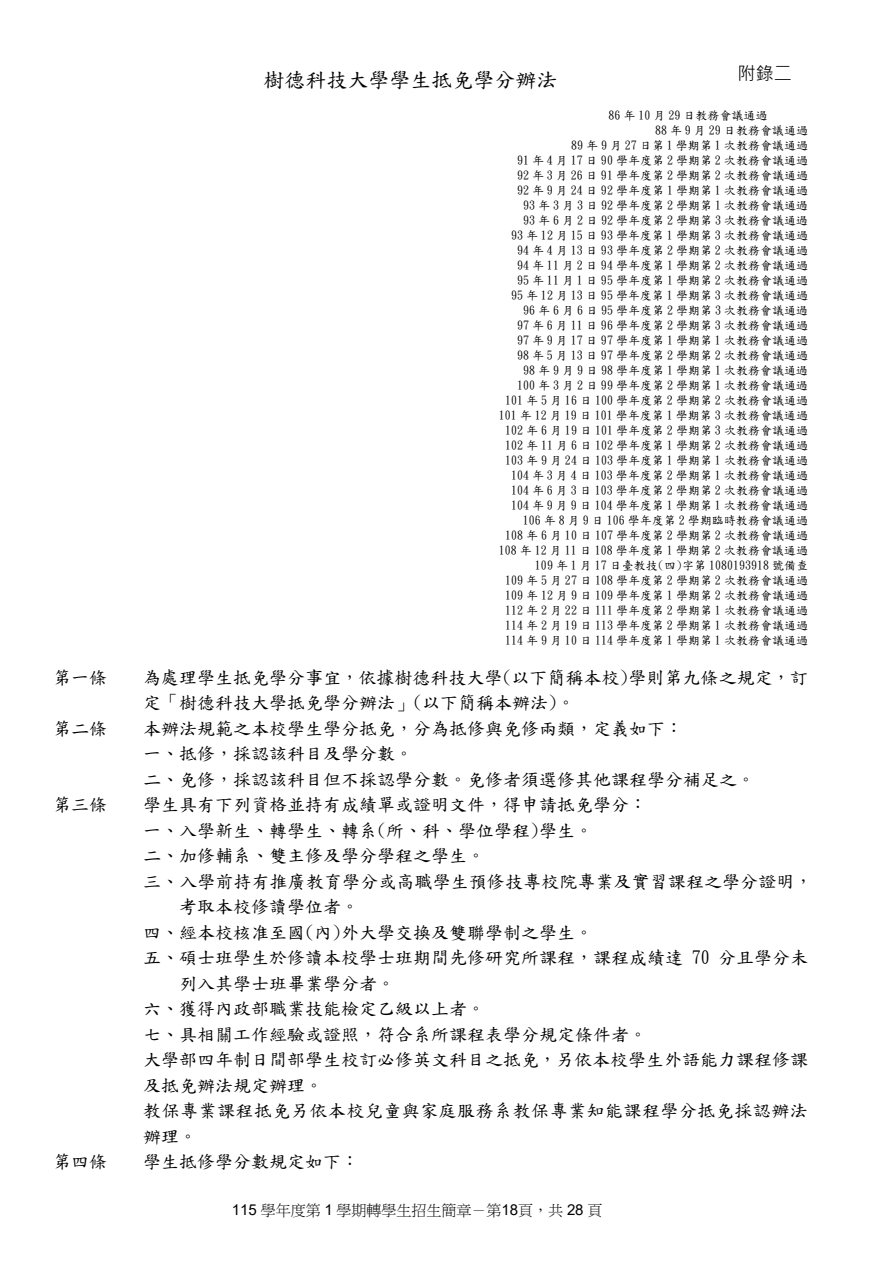 附錄二
樹德科技大學學生抵免學分辦法
86 年 10 月 29 日教務會議通過
88 年 9 月 29 日教務會議通過
89 年 9 月 27 日第 1 學期第 1 次教務會議通過
91 年 4 月 17 日 90 學年度第 2 學期第 2 次教務會議通過
92 年 3 月 26 日 91 學年度第 2 學期第 2 次教務會議通過
92 年 9 月 24 日 92 學年度第 1 學期第 1 次教務會議通過
93 年 3 月 3 日 92 學年度第 2 學期第 1 次教務會議通過
93 年 6 月 2 日 92 學年度第 2 學期第 3 次教務會議通過
93 年 12 月 15 日 93 學年度第 1 學期第 3 次教務會議通過
94 年 4 月 13 日 93 學年度第 2 學期第 2 次教務會議通過
94 年 11 月 2 日 94 學年度第 1 學期第 2 次教務會議通過
95 年 11 月 1 日 95 學年度第 1 學期第 2 次教務會議通過
95 年 12 月 13 日 95 學年度第 1 學期第 3 次教務會議通過
96 年 6 月 6 日 95 學年度第 2 學期第 3 次教務會議通過
97 年 6 月 11 日 96 學年度第 2 學期第 3 次教務會議通過
97 年 9 月 17 日 97 學年度第 1 學期第 1 次教務會議通過
98 年 5 月 13 日 97 學年度第 2 學期第 2 次教務會議通過
98 年 9 月 9 日 98 學年度第 1 學期第 1 次教務會議通過
100 年 3 月 2 日 99 學年度第 2 學期第 1 次教務會議通過
101 年 5 月 16 日 100 學年度第 2 學期第 2 次教務會議通過
101 年 12 月 19 日 101 學年度第 1 學期第 3 次教務會議通過
102 年 6 月 19 日 101 學年度第 2 學期第 3 次教務會議通過
102 年 11 月 6 日 102 學年度第 1 學期第 2 次教務會議通過
103 年 9 月 24 日 103 學年度第 1 學期第 1 次教務會議通過
104 年 3 月 4 日 103 學年度第 2 學期第 1 次教務會議通過
104 年 6 月 3 日 103 學年度第 2 學期第 2 次教務會議通過
104 年 9 月 9 日 104 學年度第 1 學期第 1 次教務會議通過
106 年 8 月 9 日 106 學年度第 2 學期臨時教務會議通過
108 年 6 月 10 日 107 學年度第 2 學期第 2 次教務會議通過
108 年 12 月 11 日 108 學年度第 1 學期第 2 次教務會議通過
109 年 1 月 17 日臺教技(四)字第 1080193918 號備查
109 年 5 月 27 日 108 學年度第 2 學期第 2 次教務會議通過
109 年 12 月 9 日 109 學年度第 1 學期第 2 次教務會議通過
112 年 2 月 22 日 111 學年度第 2 學期第 1 次教務會議通過
114 年 2 月 19 日 113 學年度第 2 學期第 1 次教務會議通過
114 年 9 月 10 日 114 學年度第 1 學期第 1 次教務會議通過
第一條 為處理學生抵免學分事宜，依據樹德科技大學(以下簡稱本校)學則第九條之規定，訂
定「樹德科技大學抵免學分辦法」(以下簡稱本辦法)。
第二條 本辦法規範之本校學生學分抵免，分為抵修與免修兩類，定義如下：
一、抵修，採認該科目及學分數。
二、免修，採認該科目但不採認學分數。免修者須選修其他課程學分補足之。
第三條 學生具有下列資格並持有成績單或證明文件，得申請抵免學分：
一、入學新生、轉學生、轉系(所、科、學位學程)學生。
二、加修輔系、雙主修及學分學程之學生。
三、入學前持有推廣教育學分或高職學生預修技專校院專業及實習課程之學分證明，
考取本校修讀學位者。
四、經本校核准至國(內)外大學交換及雙聯學制之學生。
五、碩士班學生於修讀本校學士班期間先修研究所課程，課程成績達 70 分且學分未
列入其學士班畢業學分者。
六、獲得內政部職業技能檢定乙級以上者。
七、具相關工作經驗或證照，符合系所課程表學分規定條件者。
大學部四年制日間部學生校訂必修英文科目之抵免，另依本校學生外語能力課程修課
及抵免辦法規定辦理。
教保專業課程抵免另依本校兒童與家庭服務系教保專業知能課程學分抵免採認辦法
辦理。
第四條 學生抵修學分數規定如下：
115 學年度第 1 學期轉學生招生簡章－第18頁，共 28 頁